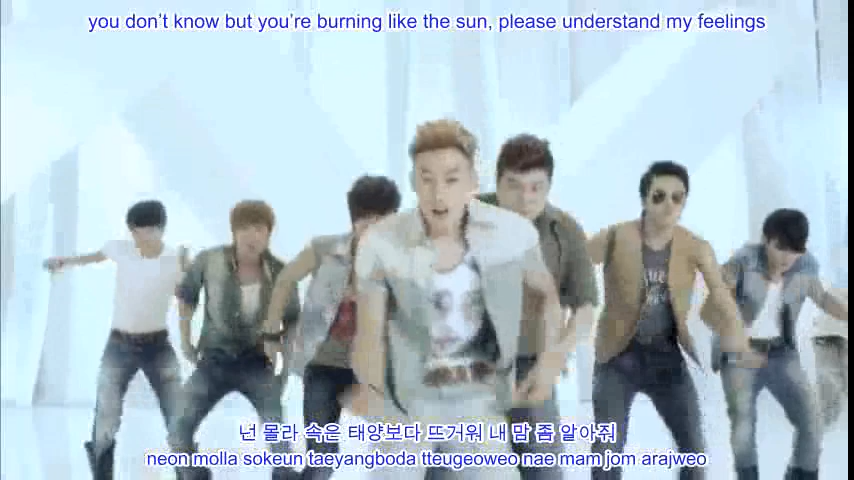 you don't know but you're burning like the sun, please understand my feelings
넌 몰라 속은 태양보다 뜨거워 내 맘 좀 알아줘
neon molla sokeun taeyangboda tteugeoweo nae mam jom arajweo